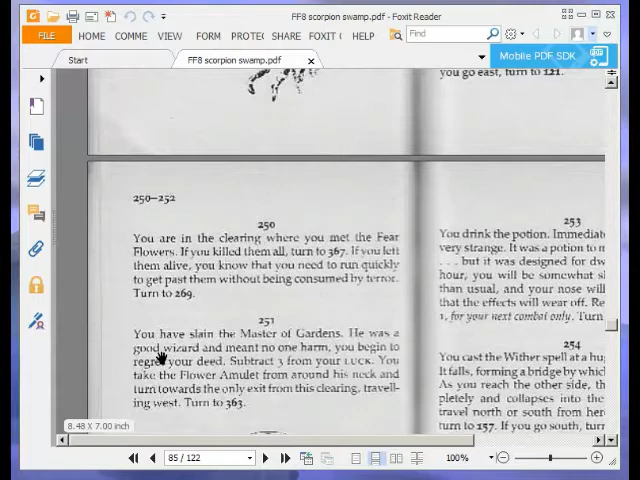 FF8 scorpion swamp.pdf - Foxit Reader
FILE HOME COMME VIEW FORM PROTEC SHARE FOXIT ( HELP Find
Start FF8 scorpion swamp.pdf Mobile PDF SDK
you go east, turn to 121.
250–252
250
You are in the clearing where you met the Fear
Flowers. If you killed them all, turn to 367. If you left
them alive, you know that you need to run quickly
to get past them without being consumed by terror.
Turn to 269.
251
You have slain the Master of Gardens. He was a
good wizard and meant no one harm, you begin to
regret your deed. Subtract 3 from your LUCK. You
take the Flower Amulet from around his neck and
turn towards the only exit from this clearing, travell-
ing west. Turn to 363.
253
You drink the potion. Immediate
very strange. It was a potion to
. . . but it was designed for dw
hour, you will be somewhat
than usual, and your nose will
that the effects will wear off. Re
1, for your next combat only. Turn
254
You cast the Wither spell at a hu
It falls, forming a bridge by which
As you reach the other side, th
pletely and collapses into the
travel north or south from her
turn to 157. If you go south, turn
8.48 X 7.00 inch
85 / 122 100%